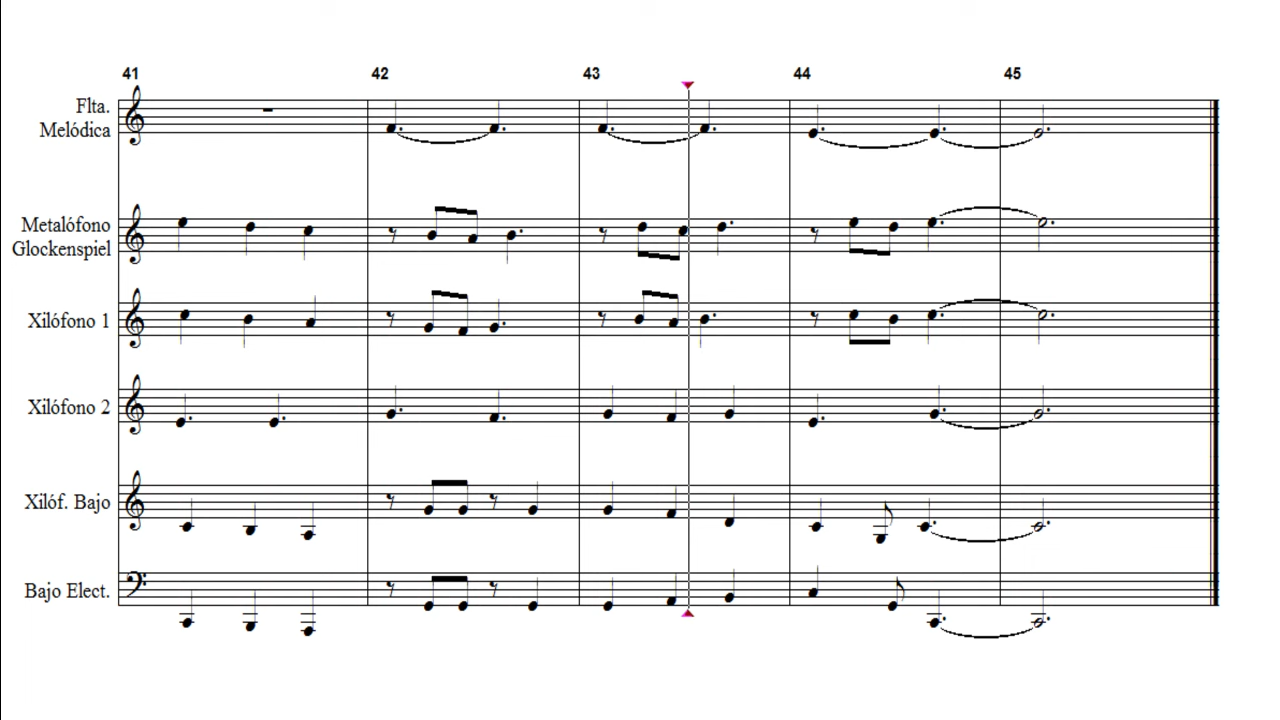 41 42 43 44 45
Flta.
Melódica
Metalófono
Glockenspiel
Xilófono 1
Xilófono 2
Xilóf. Bajo
Bajo Elect.